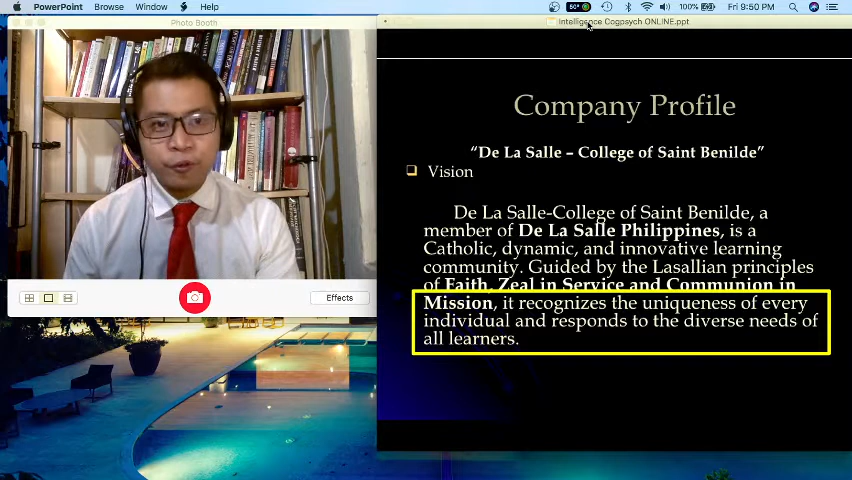 PowerPoint Browse Window Help
50° 100% Fri 9:50 PM
Photo Booth
Intelligence Cogpsych ONLINE.ppt
Company Profile
“De La Salle – College of Saint Benilde”
Vision
De La Salle-College of Saint Benilde, a
member of De La Salle Philippines, is a
Catholic, dynamic, and innovative learning
community. Guided by the Lasallian principles
of Faith, Zeal in Service and Communion in
Mission, it recognizes the uniqueness of every
individual and responds to the diverse needs of
all learners.
Effects